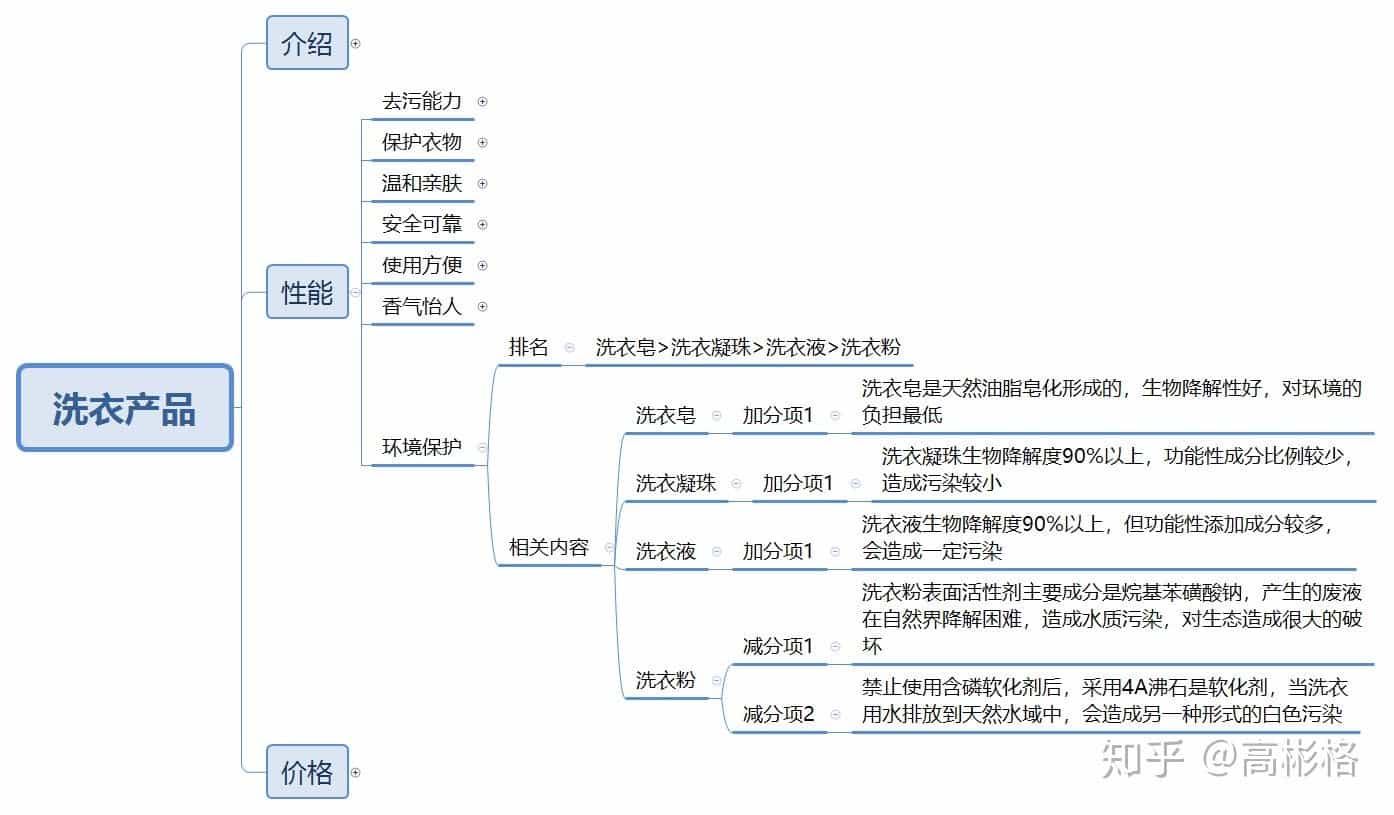 介绍
去污能力
保护衣物
温和亲肤
安全可靠
使用方便
性能
香气怡人
排名
洗衣皂>洗衣凝珠>洗衣液>洗衣粉
洗衣产品
环境保护
洗衣皂
加分项1
洗衣皂是天然油脂皂化形成的，生物降解性好，对环境的
负担最低
洗衣凝珠
加分项1
洗衣凝珠生物降解度90%以上，功能性成分比例较少，
造成污染较小
相关内容
洗衣液
加分项1
洗衣液生物降解度90%以上，但功能性添加成分较多，
会造成一定污染
洗衣粉
减分项1
洗衣粉表面活性剂主要成分是烷基苯磺酸钠，产生的废液
在自然界降解困难，造成水质污染，对生态造成很大的破
坏
减分项2
禁止使用含磷软化剂后，采用4A沸石是软化剂，当洗衣
用水排放到天然水域中，会造成另一种形式的白色污染
价格
知乎 @高彬格